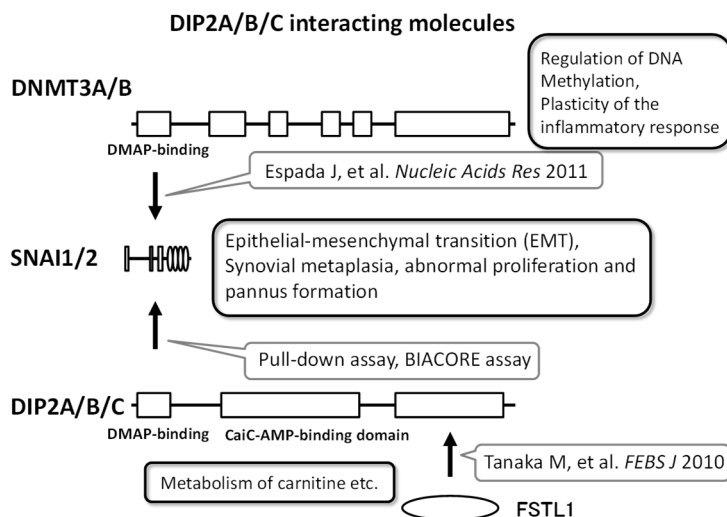 DIP2A/B/C interacting molecules
DNMT3A/B
Regulation of DNA
Methylation,
Plasticity of the
inflammatory response
DMAP-binding
Espada J, et al. Nucleic Acids Res 2011
SNAI1/2
Epithelial-mesenchymal transition (EMT),
Synovial metaplasia, abnormal proliferation and
pannus formation
Pull-down assay, BIACORE assay
DIP2A/B/C
DMAP-binding
CaiC-AMP-binding domain
Tanaka M, et al. FEBS J 2010
Metabolism of carnitine etc.
FSTL1